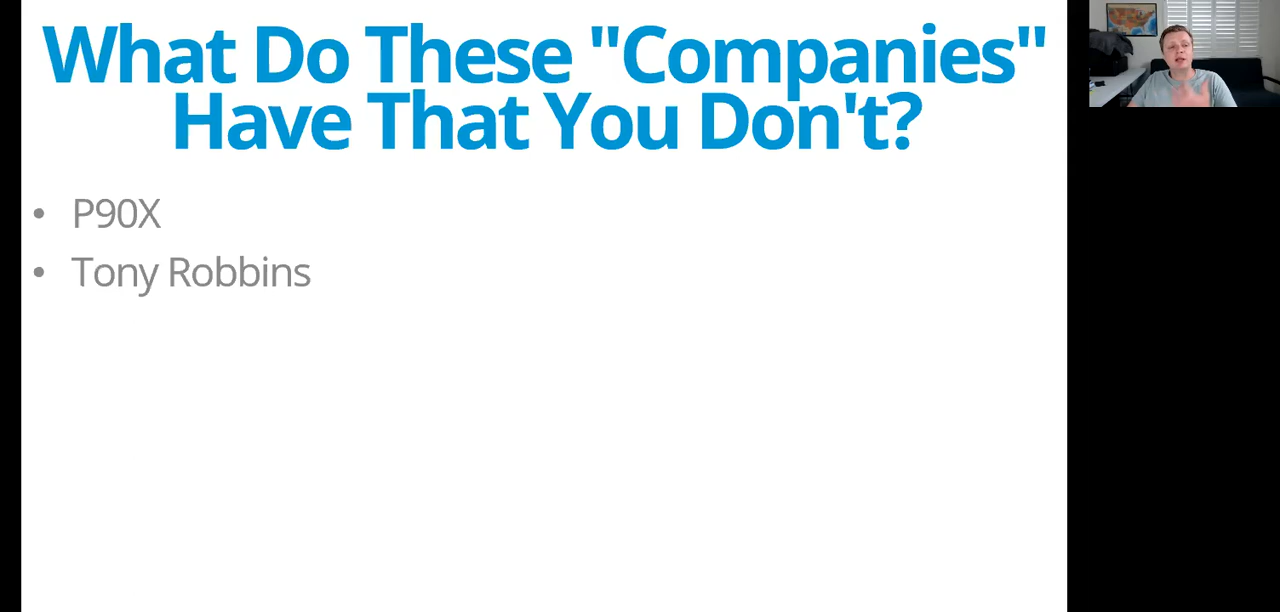 What Do These "Companies"
Have That You Don't?
• P90X
• Tony Robbins